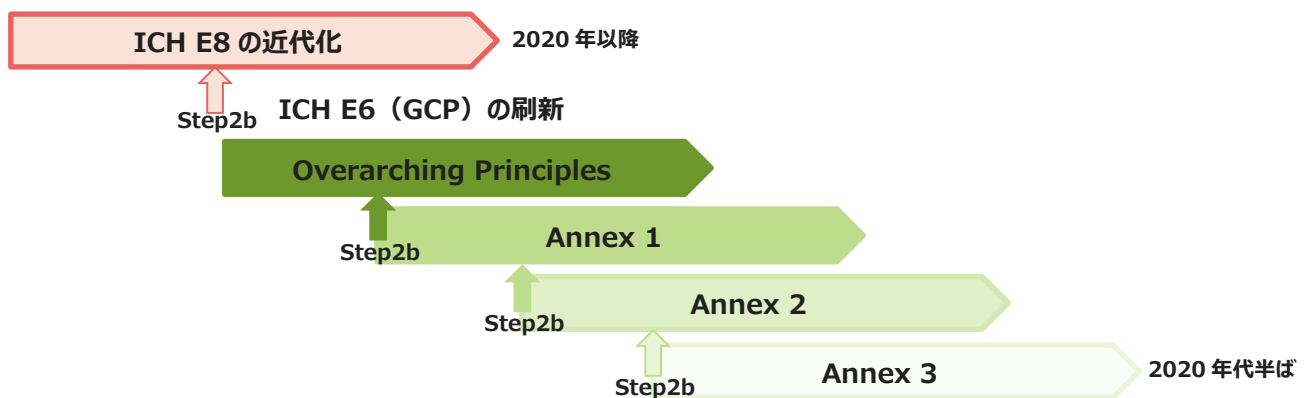 ICH E8 の近代化
2020 年以降
Step2b
ICH E6（GCP）の刷新
Overarching Principles
Step2b
Annex 1
Step2b
Annex 2
Step2b
Annex 3
2020 年代半ば